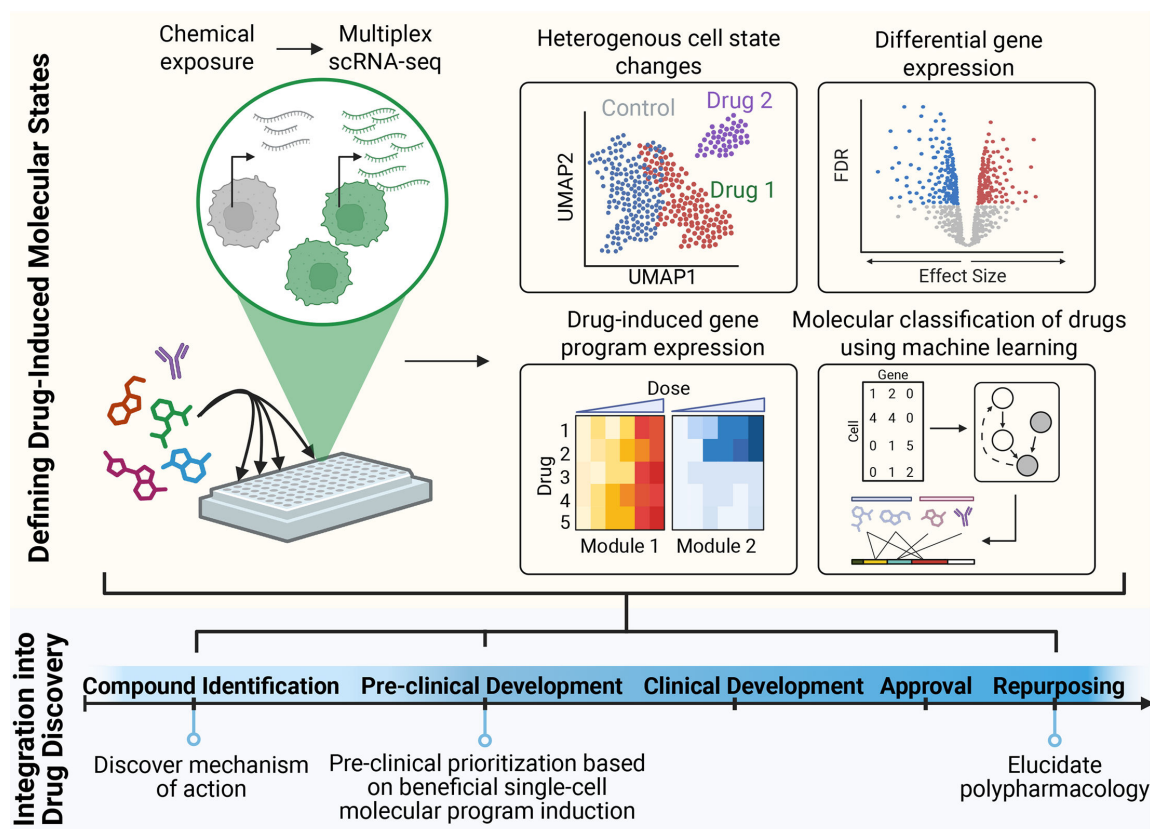 Defining Drug-Induced Molecular States
Chemical
exposure
Multiplex
scRNA-seq
Heterogenous cell state
changes
Control
Drug 2
Drug 1
UMAP2
UMAP1
Differential gene
expression
FDR
Effect Size
Drug-induced gene
program expression
Dose
Drug
1
2
3
4
5
Module 1
Module 2
Molecular classification of drugs
using machine learning
Gene
Cell
1 2 0
4 4 0
0 1 5
0 1 2
Integration into
Drug Discovery
Compound Identification
Pre-clinical Development
Clinical Development
Approval
Repurposing
Discover mechanism
of action
Pre-clinical prioritization based
on beneficial single-cell
molecular program induction
Elucidate
polypharmacology